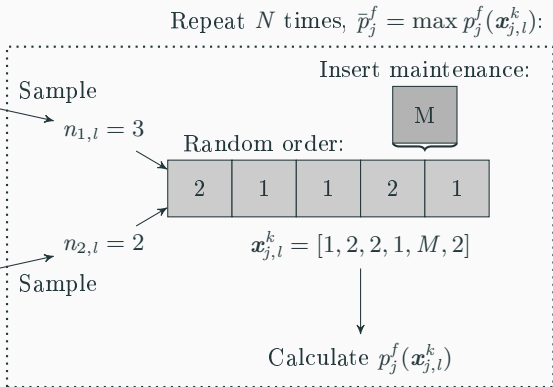 Repeat N times, p̄_j^f = max p_j^f(x_{j,l}^k):
Insert maintenance:
Sample
M
n_{1,l} = 3
Random order:
2 1 1 2 1
n_{2,l} = 2
x_{j,l}^k = [1, 2, 2, 1, M, 2]
Sample
Calculate p_j^f(x_{j,l}^k)